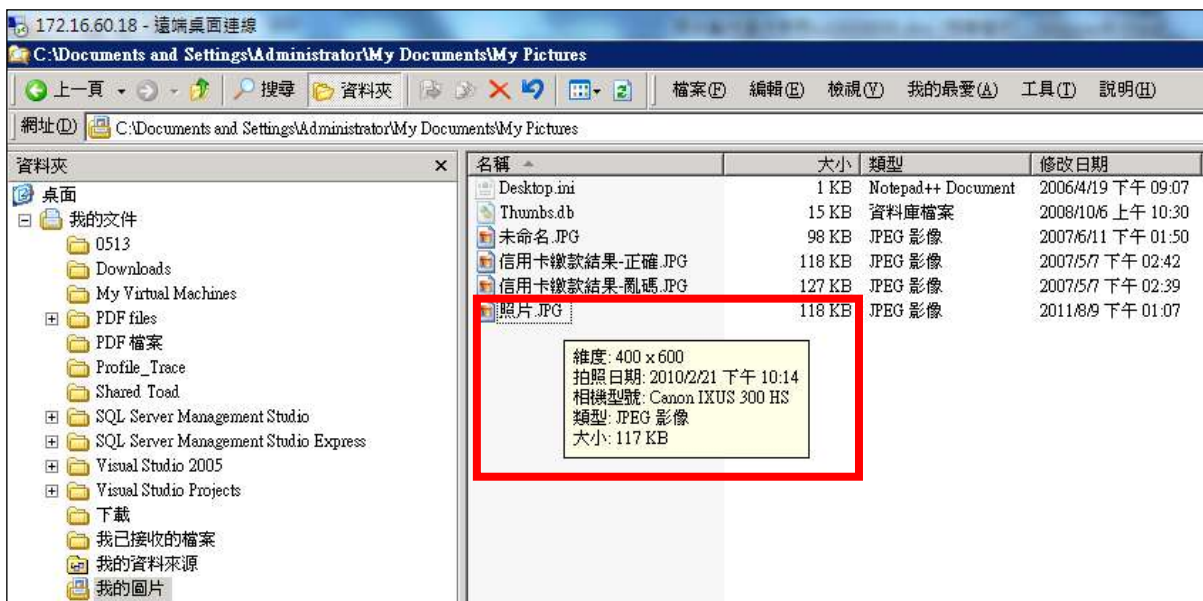 172.16.60.18 - 遠端桌面連線
C:\Documents and Settings\Administrator\My Documents\My Pictures
上一頁 搜尋 資料夾 檔案(F) 編輯(E) 檢視(V) 我的最愛(A) 工具(T) 說明(H)
網址(D) C:\Documents and Settings\Administrator\My Documents\My Pictures
資料夾 x
桌面
我的文件
0513
Downloads
My Virtual Machines
PDF files
PDF 檔案
Profile_Trace
Shared Toad
SQL Server Management Studio
SQL Server Management Studio Express
Visual Studio 2005
Visual Studio Projects
下載
我已接收的檔案
我的資料來源
我的圖片
名稱 大小 類型 修改日期
Desktop.ini 1 KB Notepad++ Document 2006/4/19 下午 09:07
Thumbs.db 15 KB 資料庫檔案 2008/10/6 上午 10:30
未命名.JPG 98 KB JPEG 影像 2007/6/11 下午 01:50
信用卡繳款結果-正確.JPG 118 KB JPEG 影像 2007/5/7 下午 02:42
信用卡繳款結果-亂碼.JPG 127 KB JPEG 影像 2007/5/7 下午 02:39
照片.JPG 118 KB JPEG 影像 2011/8/9 下午 01:07
維度: 400 x 600
拍照日期: 2010/2/21 下午 10:14
相機型號: Canon IXUS 300 HS
類型: JPEG 影像
大小: 117 KB